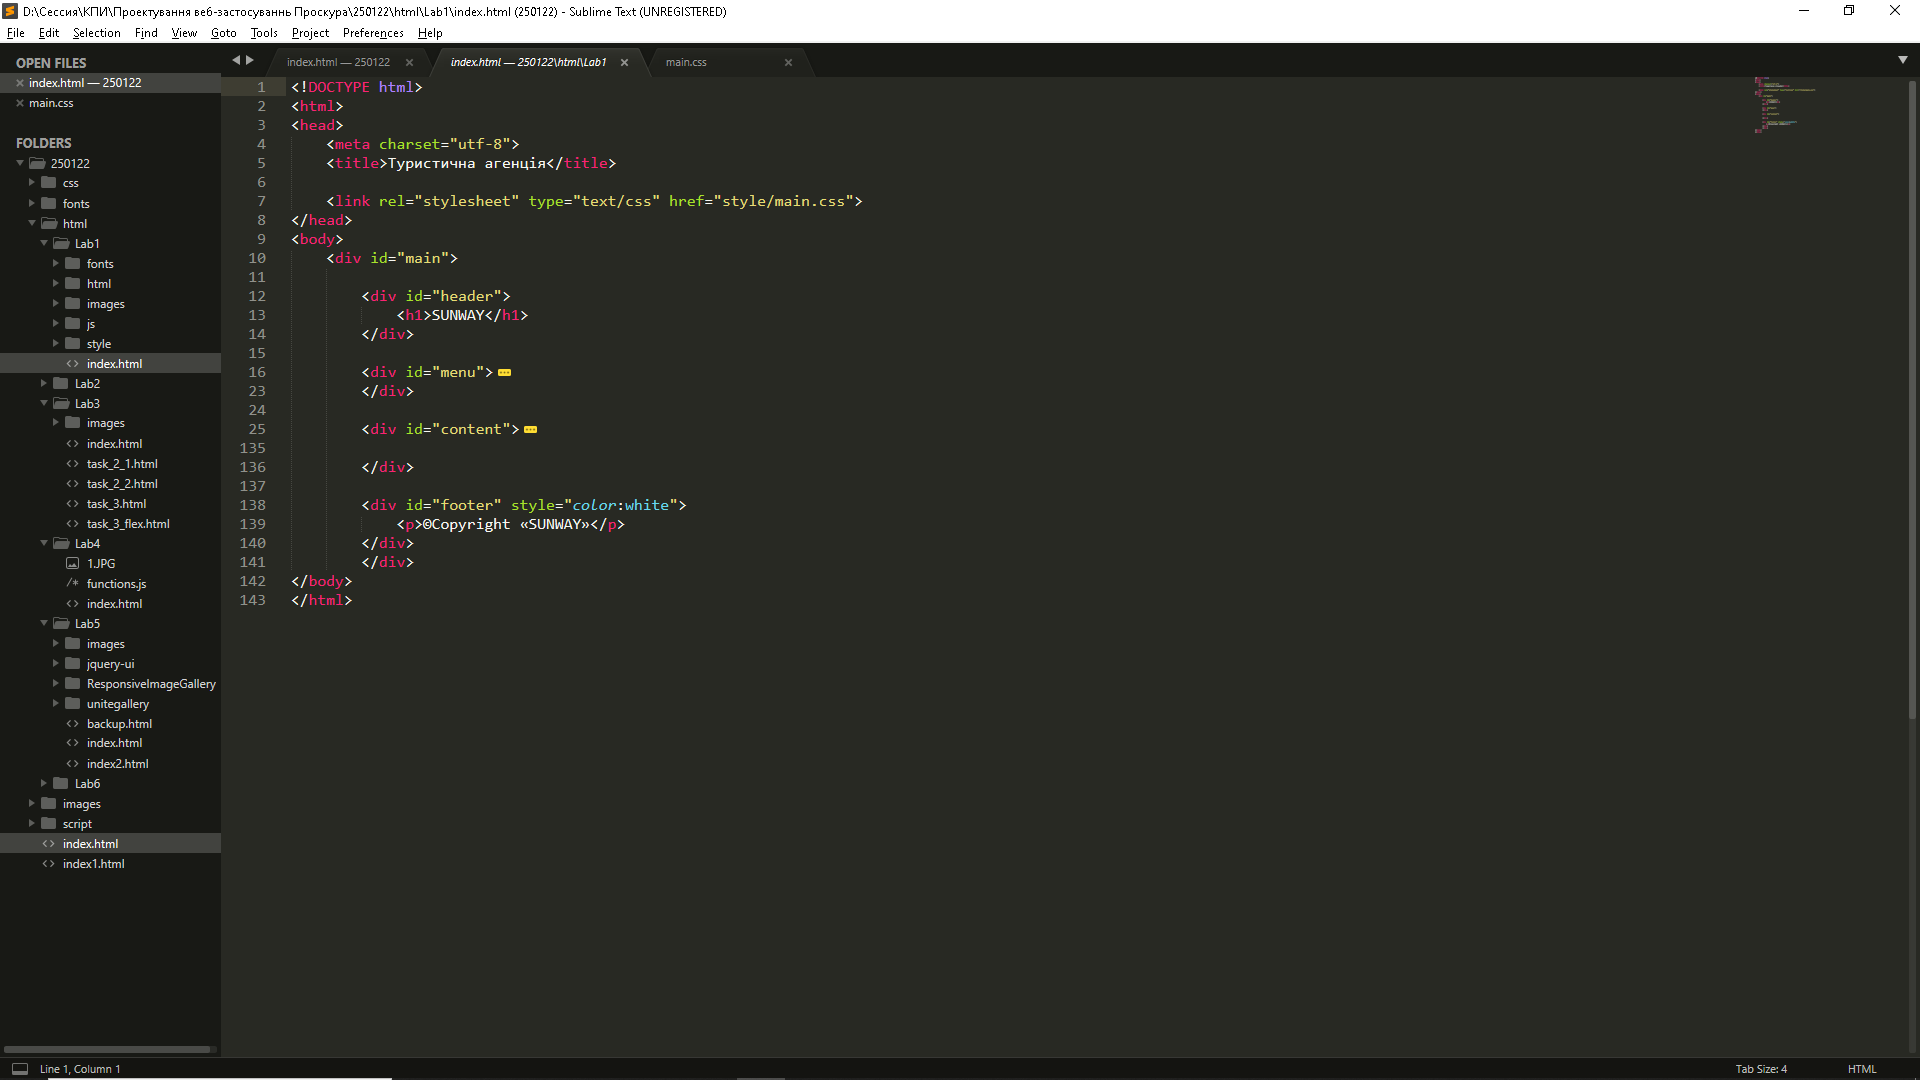 D:\Сессия\КПИ\Проектування веб-застосуваннь Проскура\250122\html\Lab1\index.html (250122) - Sublime Text (UNREGISTERED)
File Edit Selection Find View Goto Tools Project Preferences Help
OPEN FILES
index.html — 250122
main.css
FOLDERS
250122
css
fonts
html
Lab1
fonts
html
images
js
style
index.html
Lab2
Lab3
images
index.html
task_2_1.html
task_2_2.html
task_3.html
task_3_flex.html
Lab4
1.JPG
functions.js
index.html
Lab5
images
jquery-ui
ResponsiveImageGallery
unitegallery
backup.html
index.html
index2.html
Lab6
images
script
index.html
index1.html
index.html — 250122 index.html — 250122\html\Lab1 main.css
1 <!DOCTYPE html>
2 <html>
3 <head>
4 <meta charset="utf-8">
5 <title>Туристична агенція</title>
6
7 <link rel="stylesheet" type="text/css" href="style/main.css">
8 </head>
9 <body>
10 <div id="main">
11
12 <div id="header">
13 <h1>SUNWAY</h1>
14 </div>
15
16 <div id="menu">
23 </div>
24
25 <div id="content">
135
136 </div>
137
138 <div id="footer" style="color:white">
139 <p>©Copyright «SUNWAY»</p>
140 </div>
141 </div>
142 </body>
143 </html>
Line 1, Column 1 Tab Size: 4 HTML